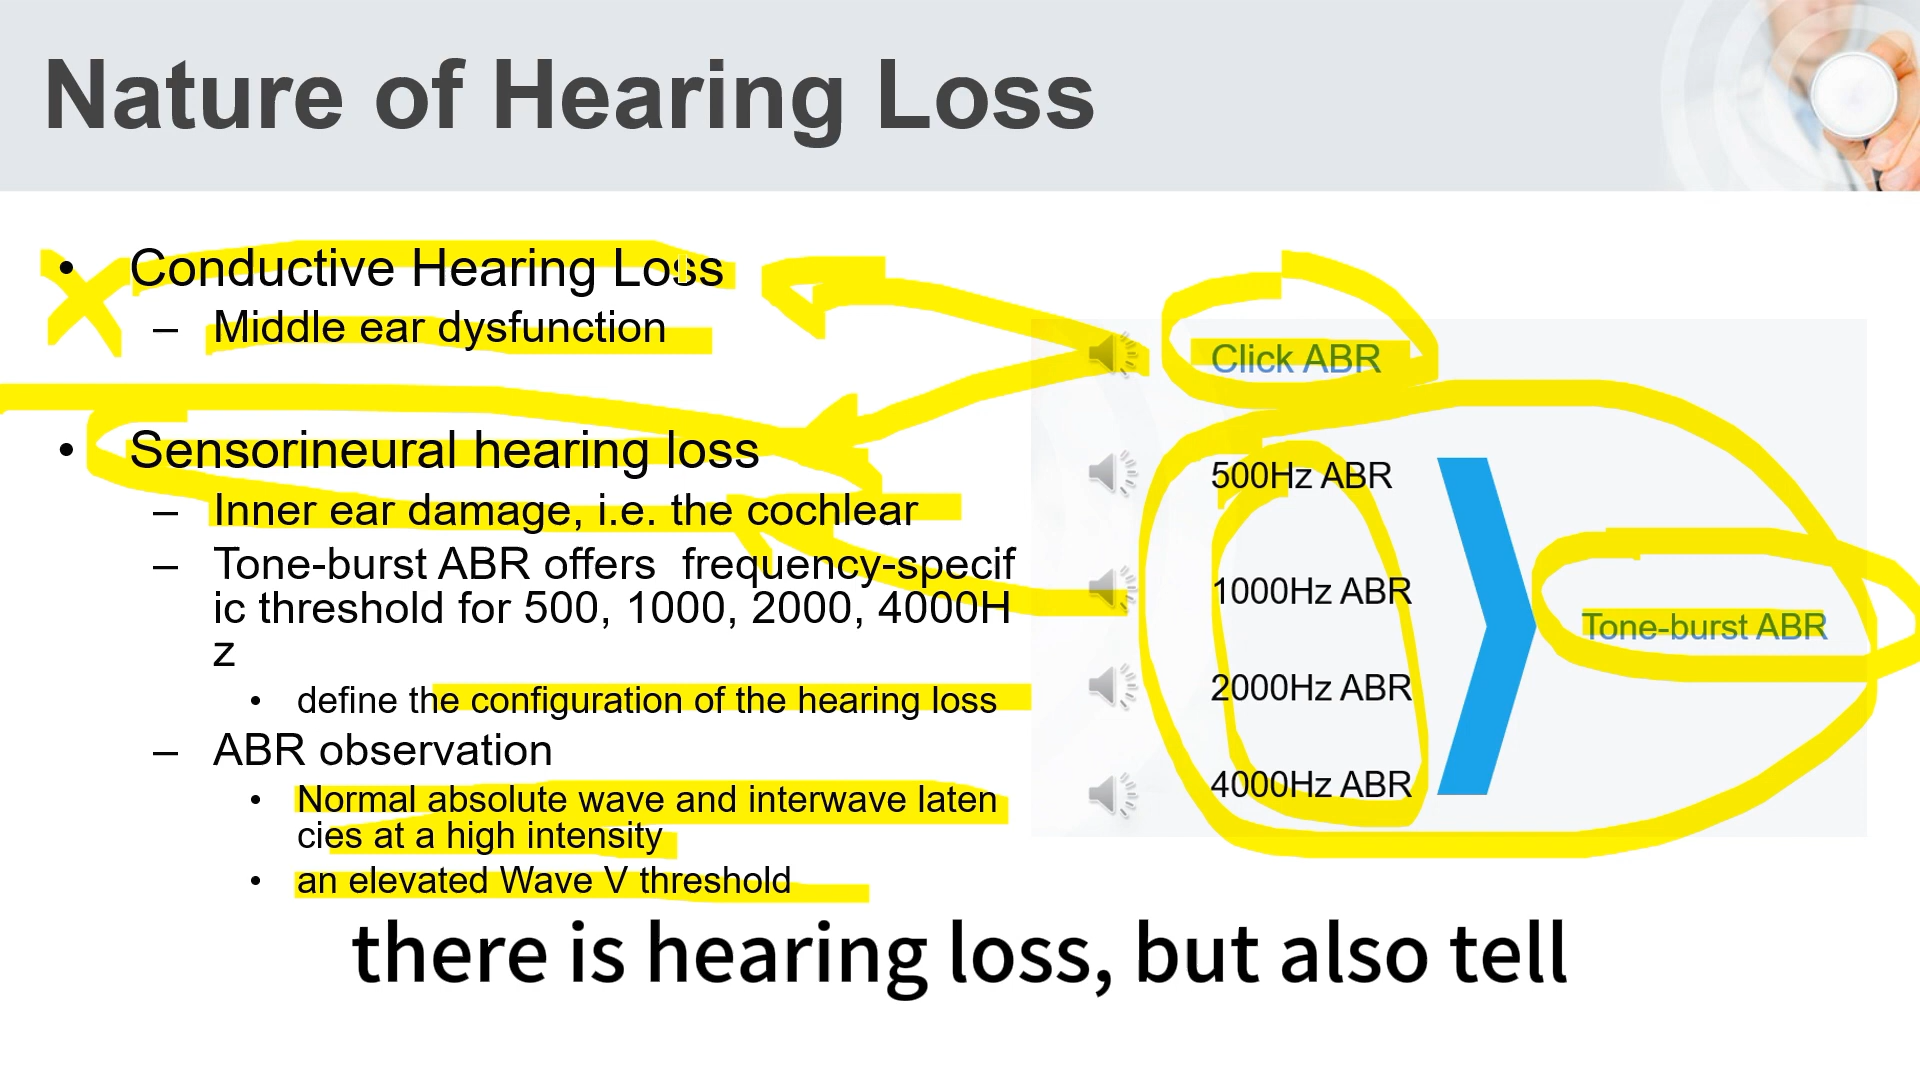 Nature of Hearing Loss
• Conductive Hearing Loss
– Middle ear dysfunction
• Sensorineural hearing loss
– Inner ear damage, i.e. the cochlear
– Tone-burst ABR offers frequency-specif
ic threshold for 500, 1000, 2000, 4000H
z
• define the configuration of the hearing loss
– ABR observation
• Normal absolute wave and interwave laten
cies at a high intensity
• an elevated Wave V threshold
Click ABR
500Hz ABR
1000Hz ABR
2000Hz ABR
4000Hz ABR
Tone-burst ABR
there is hearing loss, but also tell